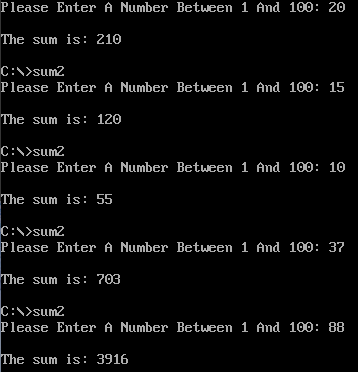 Please Enter A Number Between 1 And 100: 20
The sum is: 210
C:\>sum2
Please Enter A Number Between 1 And 100: 15
The sum is: 120
C:\>sum2
Please Enter A Number Between 1 And 100: 10
The sum is: 55
C:\>sum2
Please Enter A Number Between 1 And 100: 37
The sum is: 703
C:\>sum2
Please Enter A Number Between 1 And 100: 88
The sum is: 3916